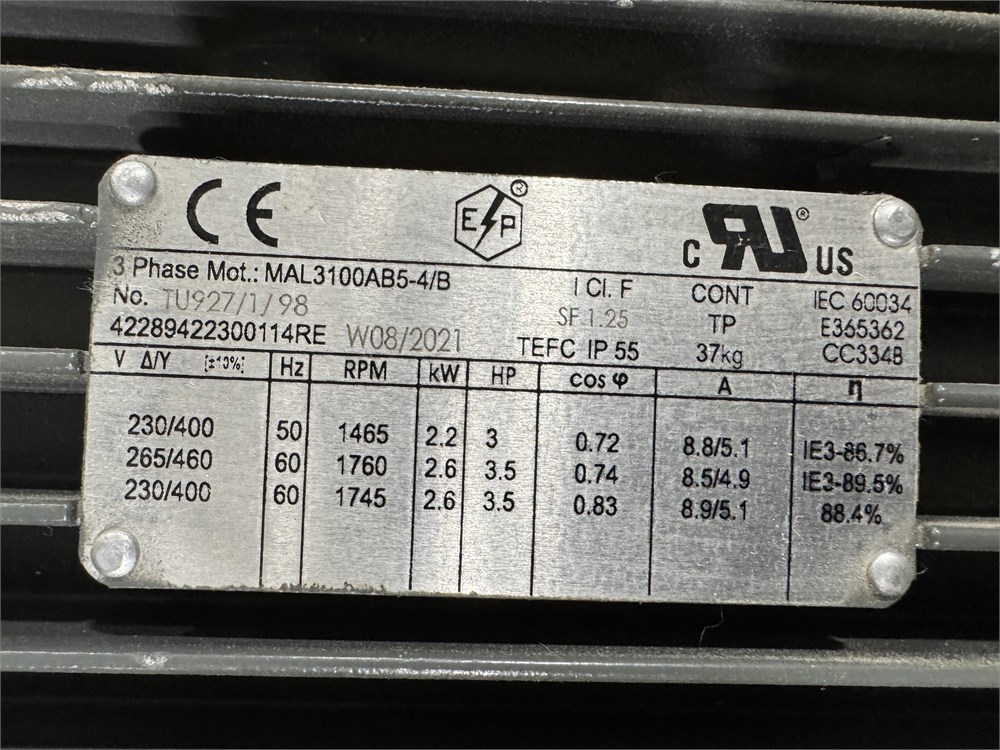 CE
E P ®
C RU ® US
3 Phase Mot.: MAL3100AB5-4/B I Cl. F CONT IEC 60034
No. TU927/1/98 SF 1.25 TP E365362
42289422300114RE W08/2021 TEFC IP 55 37kg CC334B
V Δ/Y [±10%] Hz RPM kW HP cos φ A η
230/400 50 1465 2.2 3 0.72 8.8/5.1 IE3-86.7%
265/460 60 1760 2.6 3.5 0.74 8.5/4.9 IE3-89.5%
230/400 60 1745 2.6 3.5 0.83 8.9/5.1 88.4%